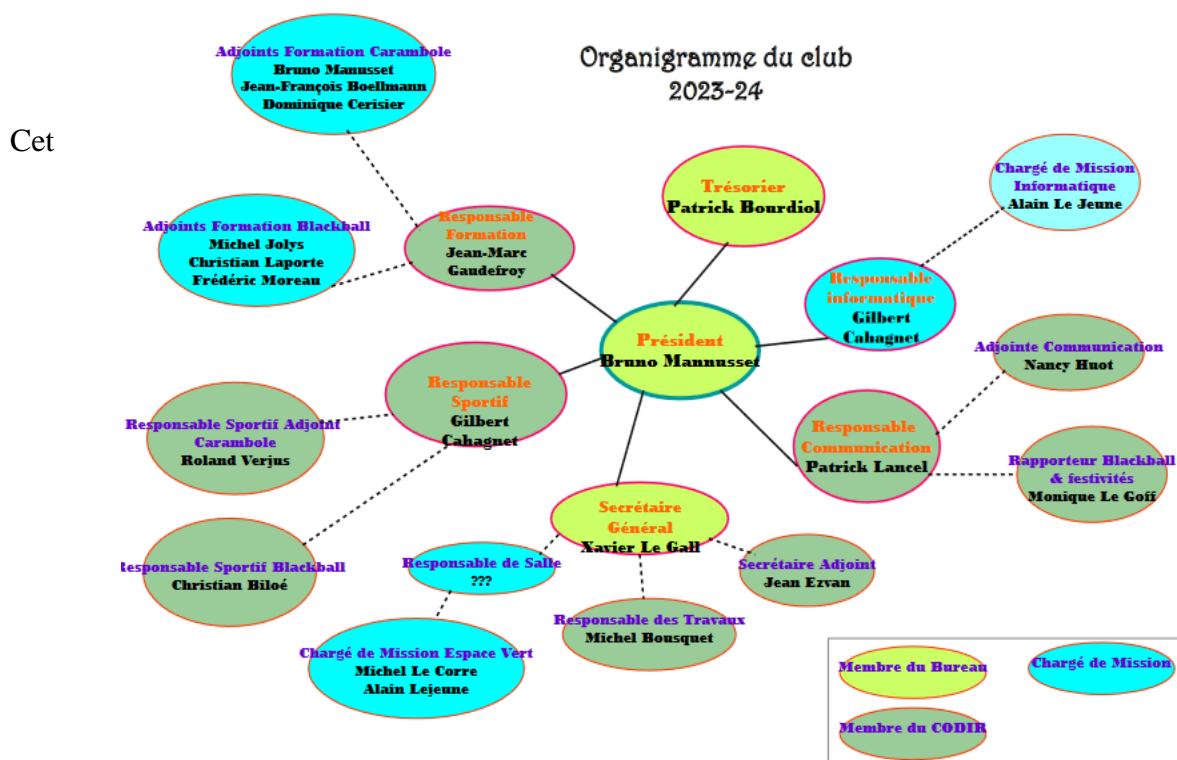 Organigramme du club
2023-24
Cet
Adjoints Formation Carambole
Bruno Manusset
Jean-François Boellmann
Dominique Cerisier
Trésorier
Patrick Bourdiol
Chargé de Mission
Informatique
Alain Le Jeune
Adjoints Formation Blackball
Michel Jolys
Christian Laporte
Frédéric Moreau
Responsable
Formation
Jean-Marc
Gaudefroy
Responsable
informatique
Gilbert
Cahagnet
Président
Bruno Mannusset
Adjointe Communication
Nancy Huot
Responsable
Sportif
Gilbert
Cahagnet
Responsable Sportif Adjoint
Carambole
Roland Verjus
Responsable
Communication
Patrick Lancel
Rapporteur Blackball
& festivités
Monique Le Goff
Secrétaire
Général
Xavier Le Gall
Responsable Sportif Blackball
Christian Biloé
Responsable de Salle
???
Secrétaire Adjoint
Jean Ezvan
Responsable des Travaux
Michel Bousquet
Chargé de Mission Espace Vert
Michel Le Corre
Alain Lejeune
Membre du Bureau
Chargé de Mission
Membre du CODIR